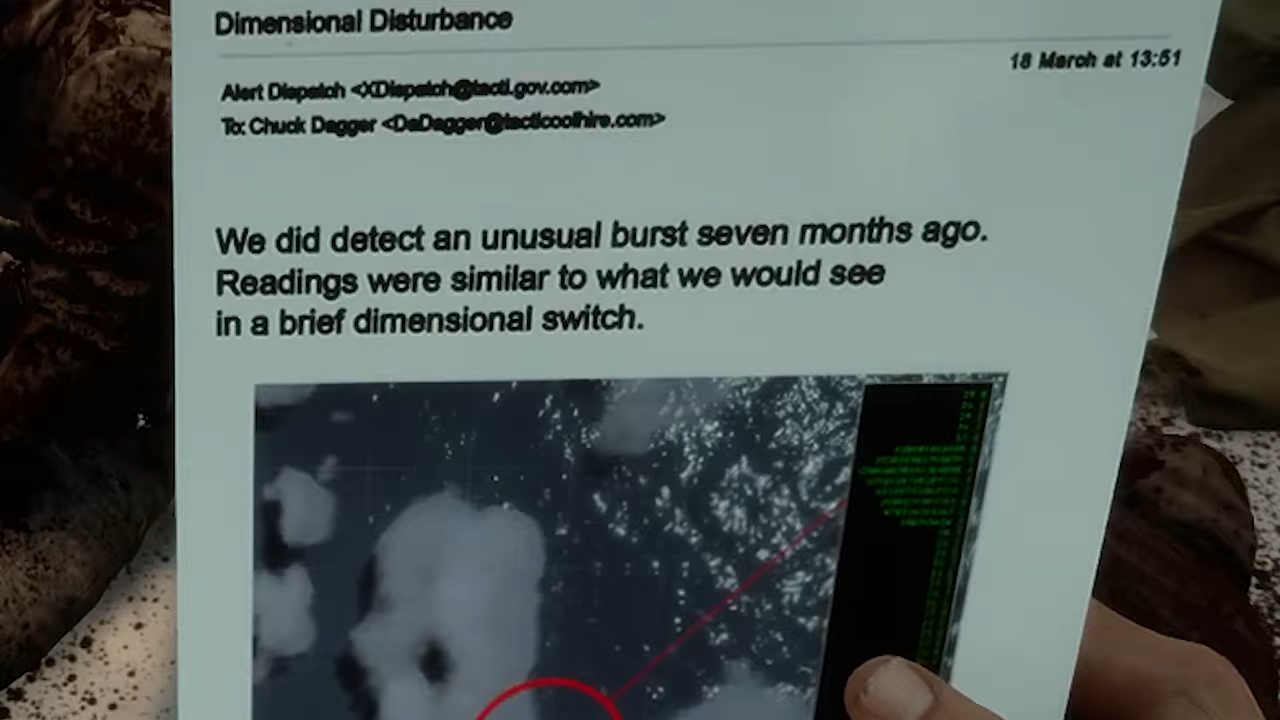 Dimensional Disturbance
18 March at 13:51
Alert Dispatch <XDispatch@tacti.gov.com>
To: Chuck Dagger <DaDagger@tacticoolhire.com>
We did detect an unusual burst seven months ago.
Readings were similar to what we would see
in a brief dimensional switch.